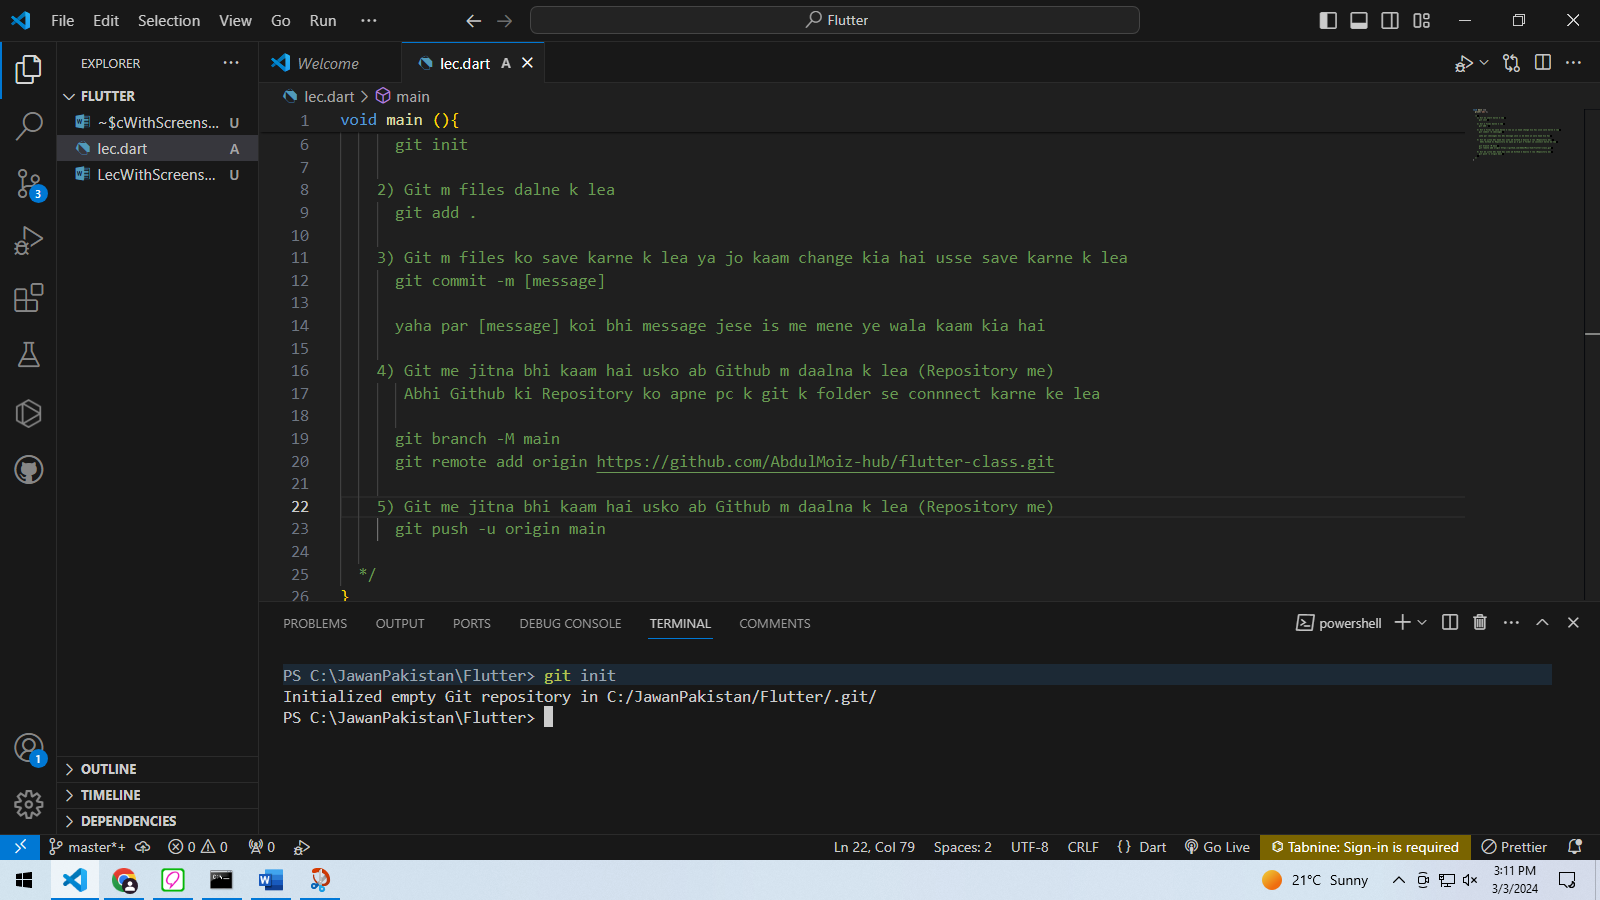 File Edit Selection View Go Run ···
Flutter
EXPLORER ···
FLUTTER
~$cWithScreens... U
lec.dart A
LecWithScreens... U
3
1
OUTLINE
TIMELINE
DEPENDENCIES
Welcome
lec.dart A
lec.dart > main
1 void main (){
6 git init
7
8 2) Git m files dalne k lea
9 git add .
10
11 3) Git m files ko save karne k lea ya jo kaam change kia hai usse save karne k lea
12 git commit -m [message]
13
14 yaha par [message] koi bhi message jese is me mene ye wala kaam kia hai
15
16 4) Git me jitna bhi kaam hai usko ab Github m daalna k lea (Repository me)
17 Abhi Github ki Repository ko apne pc k git k folder se connnect karne ke lea
18
19 git branch -M main
20 git remote add origin https://github.com/AbdulMoiz-hub/flutter-class.git
21
22 5) Git me jitna bhi kaam hai usko ab Github m daalna k lea (Repository me)
23 git push -u origin main
24
25 */
26 }
PROBLEMS OUTPUT PORTS DEBUG CONSOLE TERMINAL COMMENTS
powershell
PS C:\JawanPakistan\Flutter> git init
Initialized empty Git repository in C:/JawanPakistan/Flutter/.git/
PS C:\JawanPakistan\Flutter>
master*+ 0 0 0
Ln 22, Col 79 Spaces: 2 UTF-8 CRLF {} Dart Go Live Tabnine: Sign-in is required Prettier
21°C Sunny
3:11 PM
3/3/2024